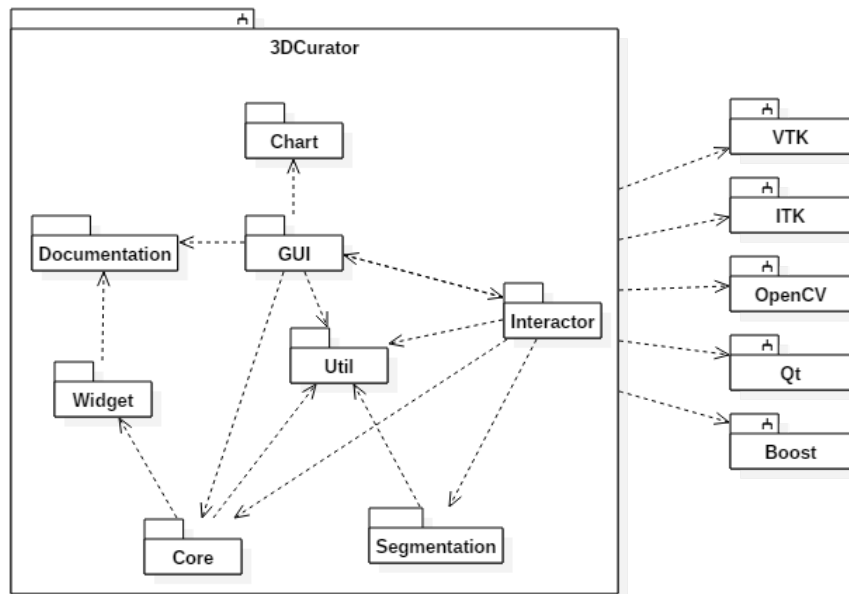 3DCurator
Chart
VTK
ITK
Documentation
GUI
OpenCV
Interactor
Util
Qt
Widget
Boost
Core
Segmentation